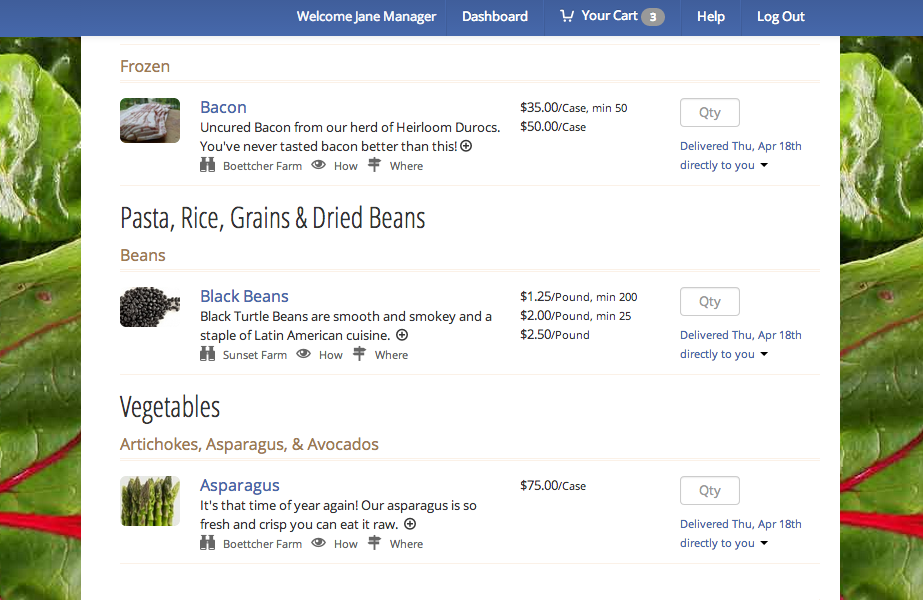 Welcome Jane Manager Dashboard Your Cart 3 Help Log Out
Frozen
Bacon
Uncured Bacon from our herd of Heirloom Durocs.
You've never tasted bacon better than this!
Boettcher Farm How Where
$35.00/Case, min 50
$50.00/Case
Qty
Delivered Thu, Apr 18th
directly to you
Pasta, Rice, Grains & Dried Beans
Beans
Black Beans
Black Turtle Beans are smooth and smokey and a
staple of Latin American cuisine.
Sunset Farm How Where
$1.25/Pound, min 200
$2.00/Pound, min 25
$2.50/Pound
Qty
Delivered Thu, Apr 18th
directly to you
Vegetables
Artichokes, Asparagus, & Avocados
Asparagus
It's that time of year again! Our asparagus is so
fresh and crisp you can eat it raw.
Boettcher Farm How Where
$75.00/Case
Qty
Delivered Thu, Apr 18th
directly to you